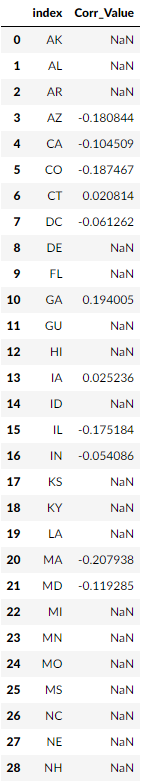 index Corr_Value
0 AK NaN
1 AL NaN
2 AR NaN
3 AZ -0.180844
4 CA -0.104509
5 CO -0.187467
6 CT 0.020814
7 DC -0.061262
8 DE NaN
9 FL NaN
10 GA 0.194005
11 GU NaN
12 HI NaN
13 IA 0.025236
14 ID NaN
15 IL -0.175184
16 IN -0.054086
17 KS NaN
18 KY NaN
19 LA NaN
20 MA -0.207938
21 MD -0.119285
22 MI NaN
23 MN NaN
24 MO NaN
25 MS NaN
26 NC NaN
27 NE NaN
28 NH NaN